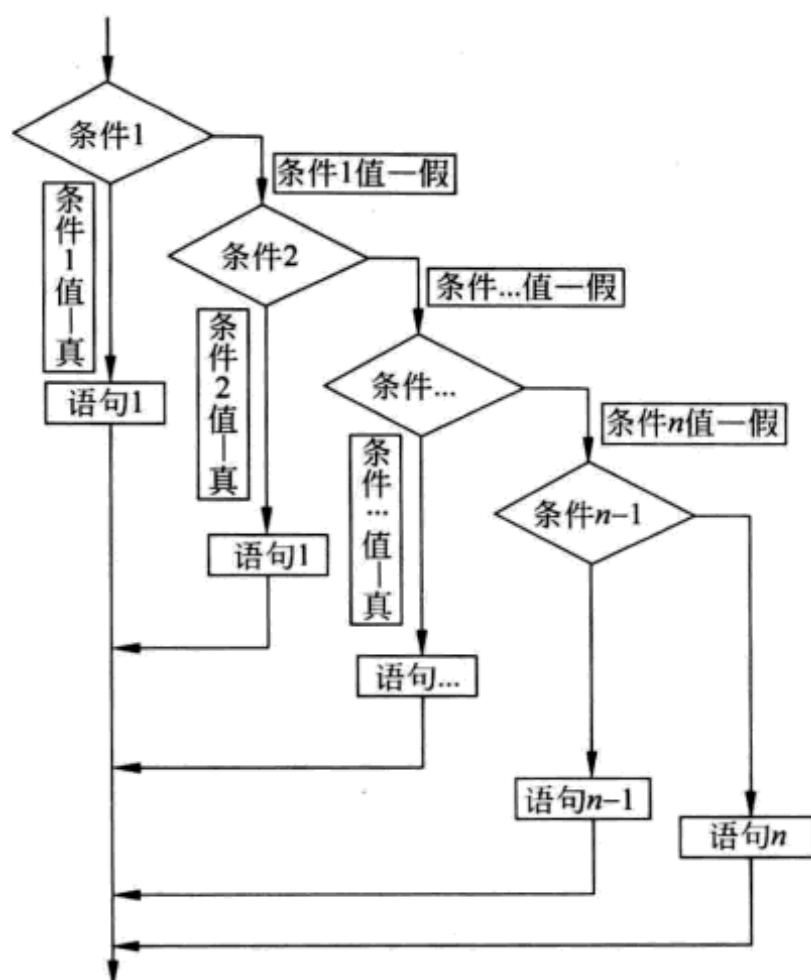 条件1
条件1值—假
条件1值—真
条件2
条件...值—假
条件2值—真
语句1
条件...
条件n值—假
条件...值—真
条件n–1
语句1
语句...
语句n–1
语句n